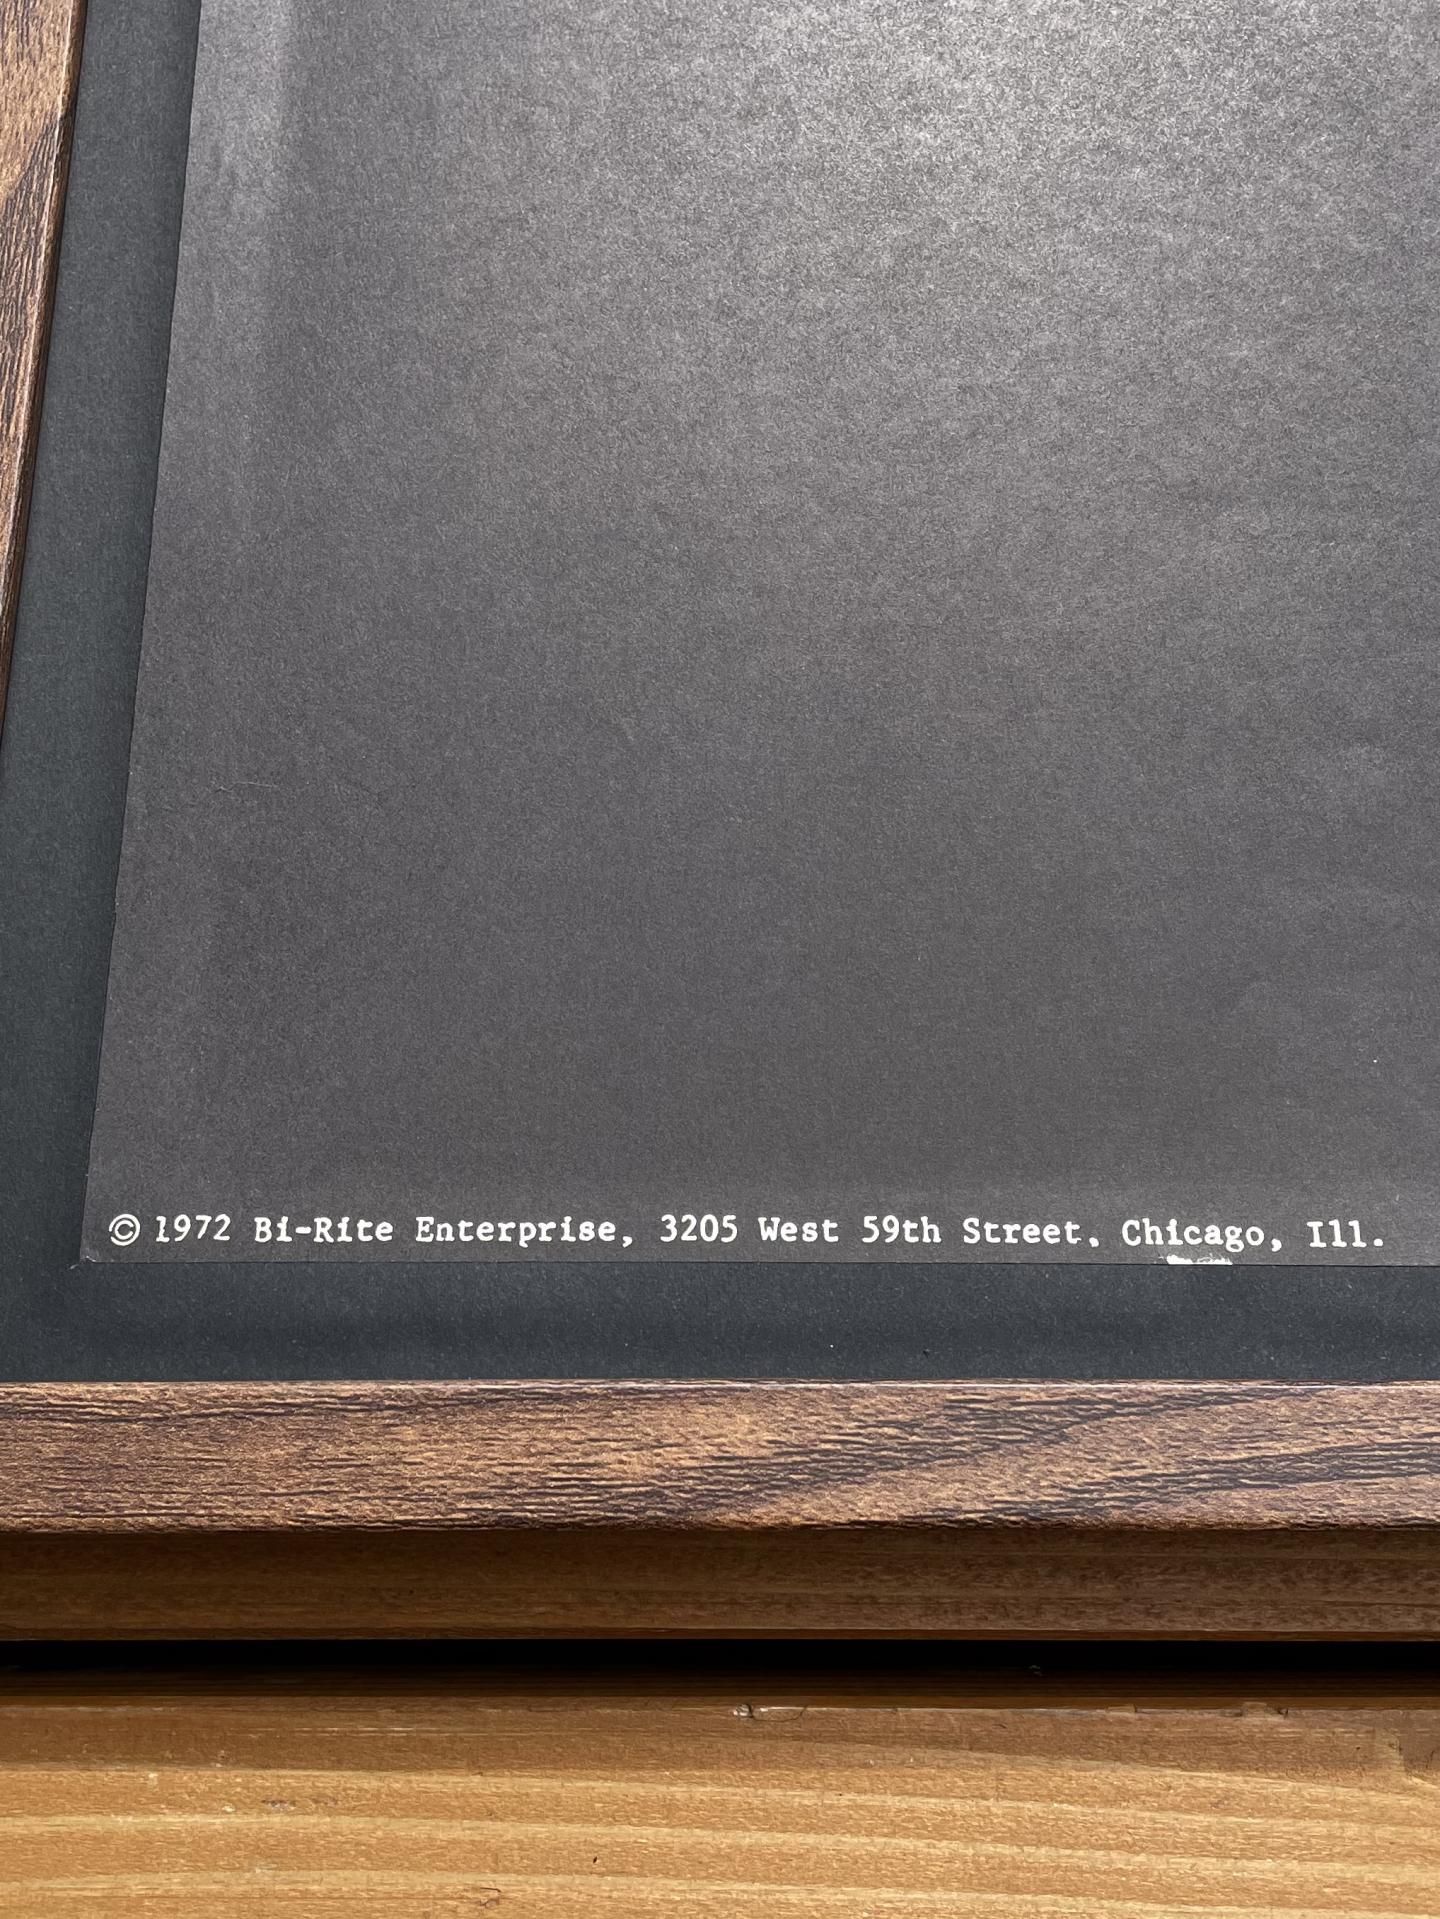 © 1972 Bi-Rite Enterprise, 3205 West 59th Street. Chicago, Ill.